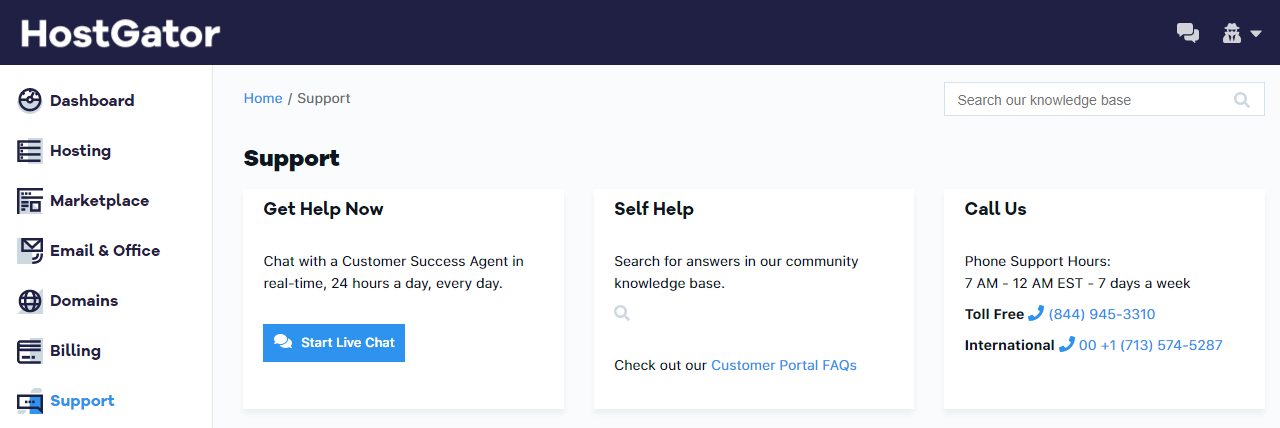 HostGator
Dashboard
Hosting
Marketplace
Email & Office
Domains
Billing
Support
Home / Support
Search our knowledge base
Support
Get Help Now
Chat with a Customer Success Agent in
real-time, 24 hours a day, every day.
Start Live Chat
Self Help
Search for answers in our community
knowledge base.
Check out our Customer Portal FAQs
Call Us
Phone Support Hours:
7 AM - 12 AM EST - 7 days a week
Toll Free (844) 945-3310
International 00 +1 (713) 574-5287